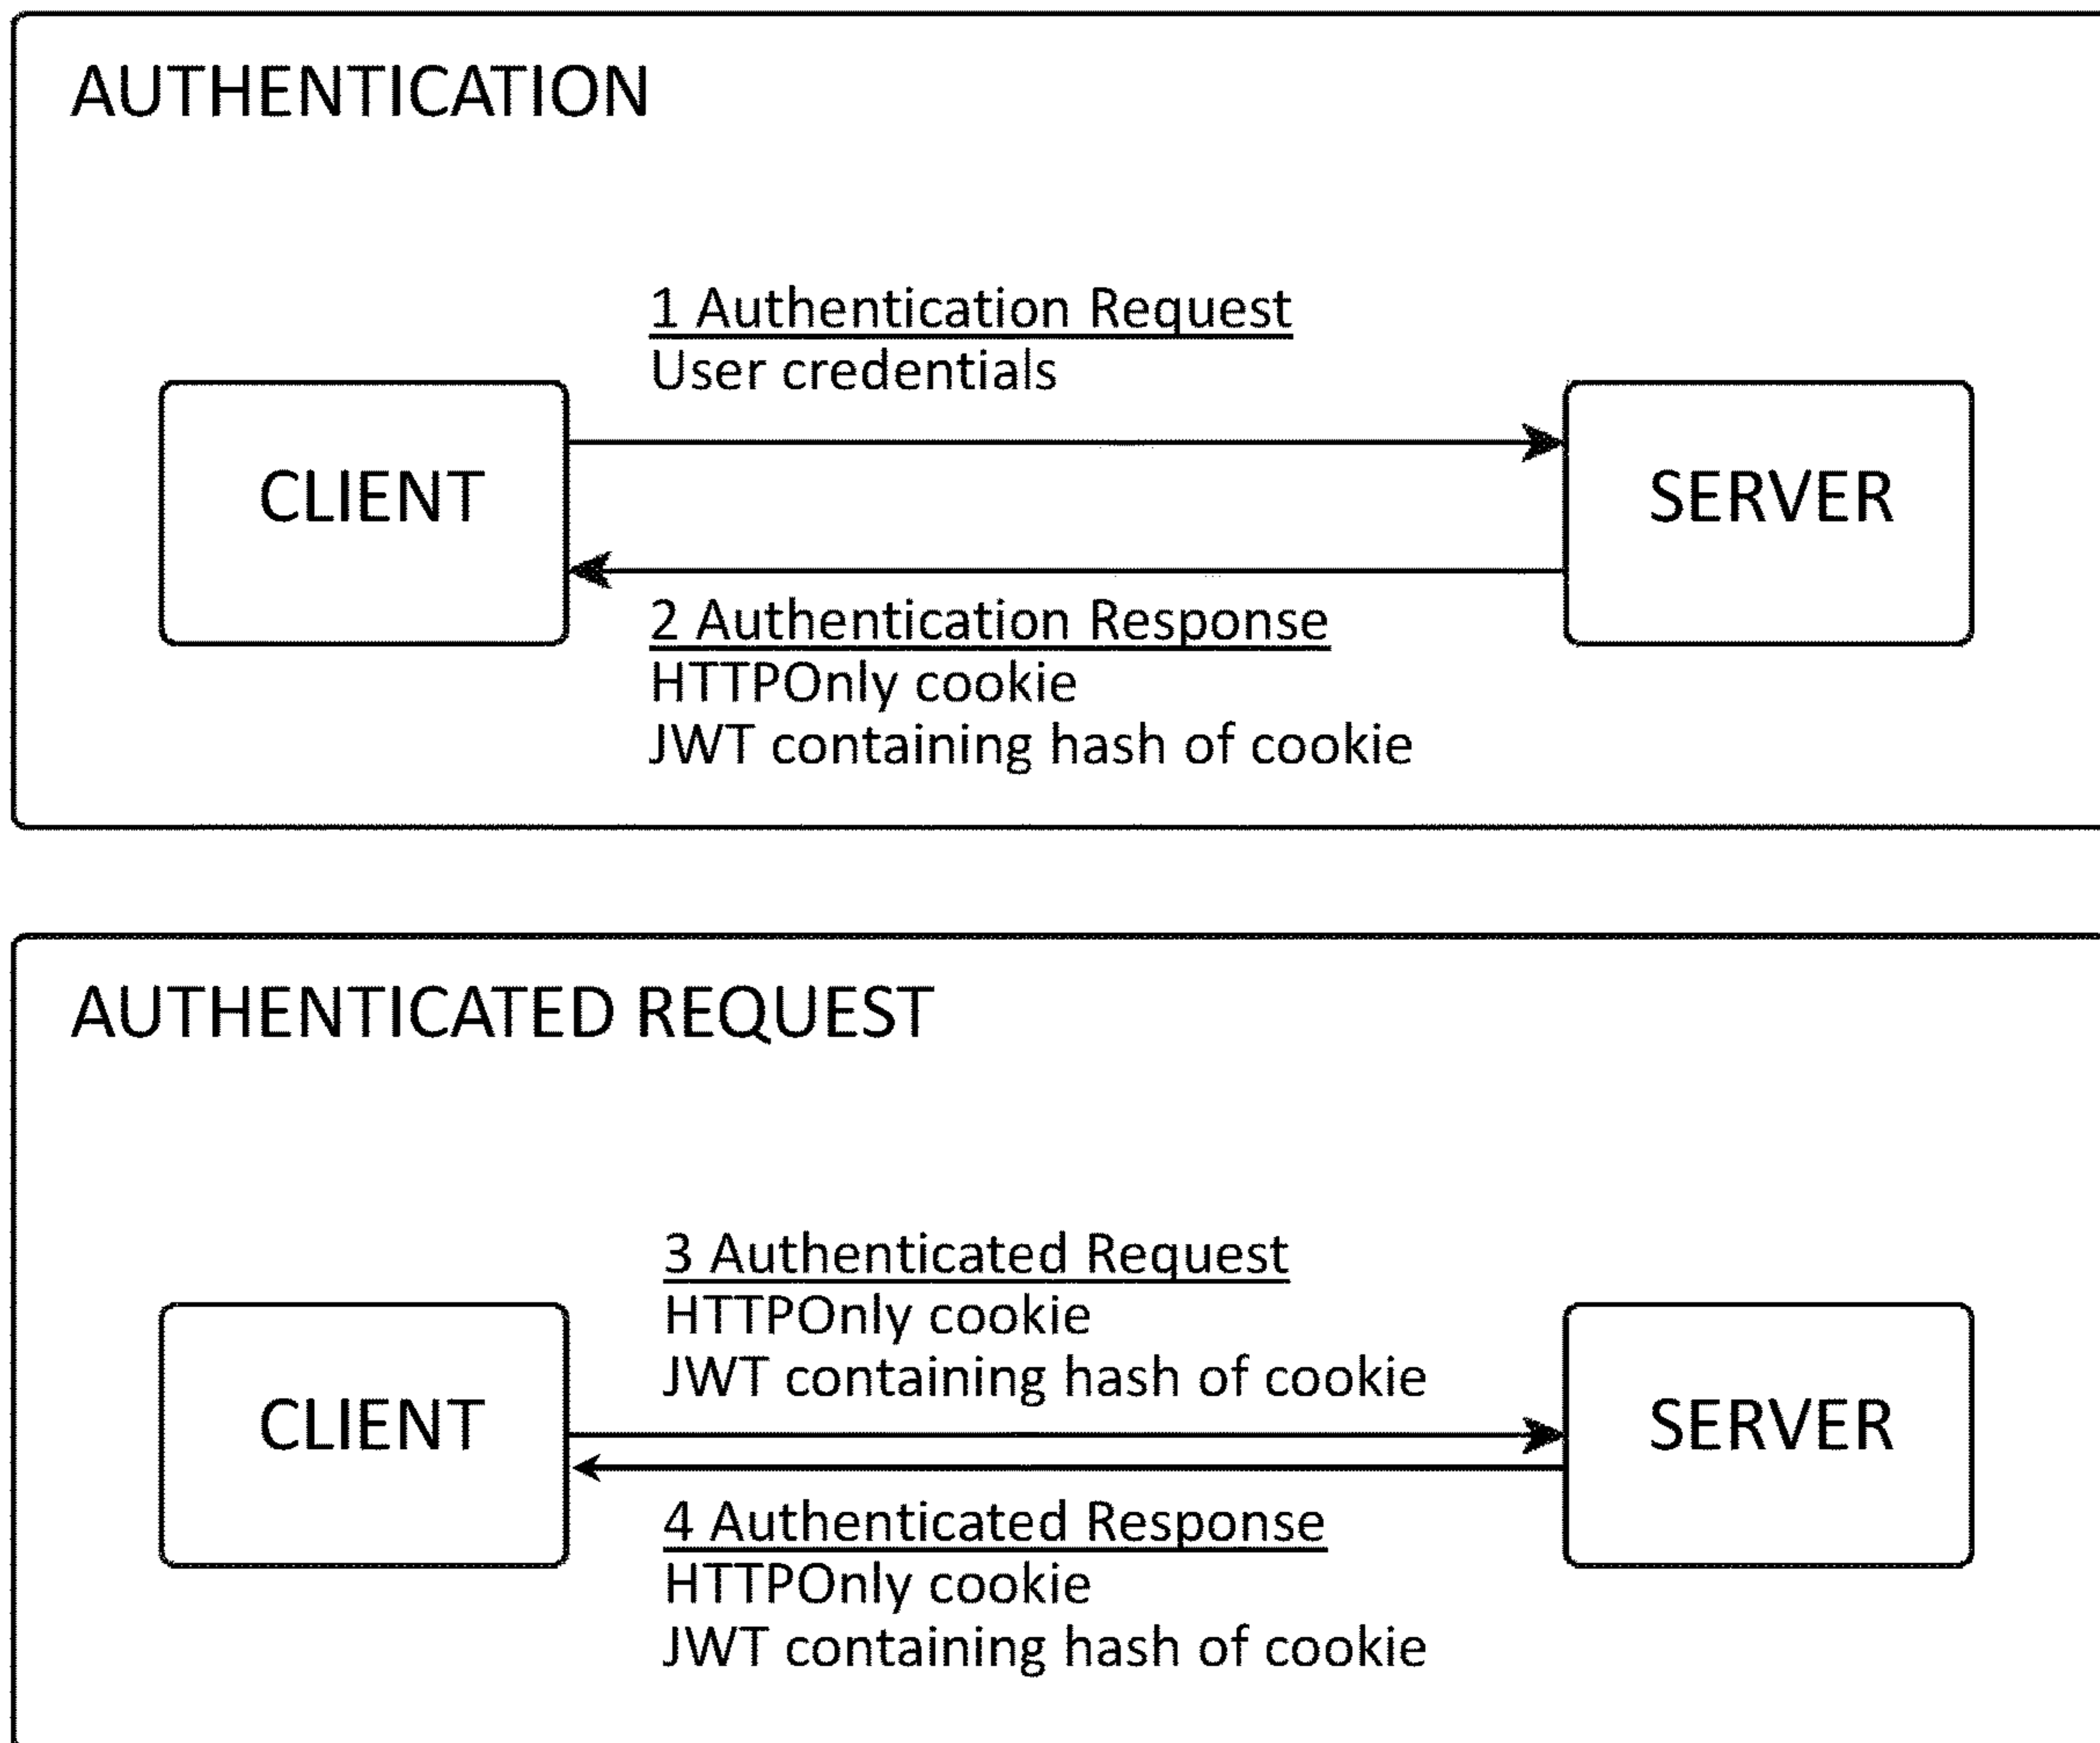 AUTHENTICATION
1 Authentication Request
User credentials
CLIENT
SERVER
2 Authentication Response
HTTPOnly cookie
JWT containing hash of cookie
AUTHENTICATED REQUEST
3 Authenticated Request
HTTPOnly cookie
JWT containing hash of cookie
CLIENT
SERVER
4 Authenticated Response
HTTPOnly cookie
JWT containing hash of cookie